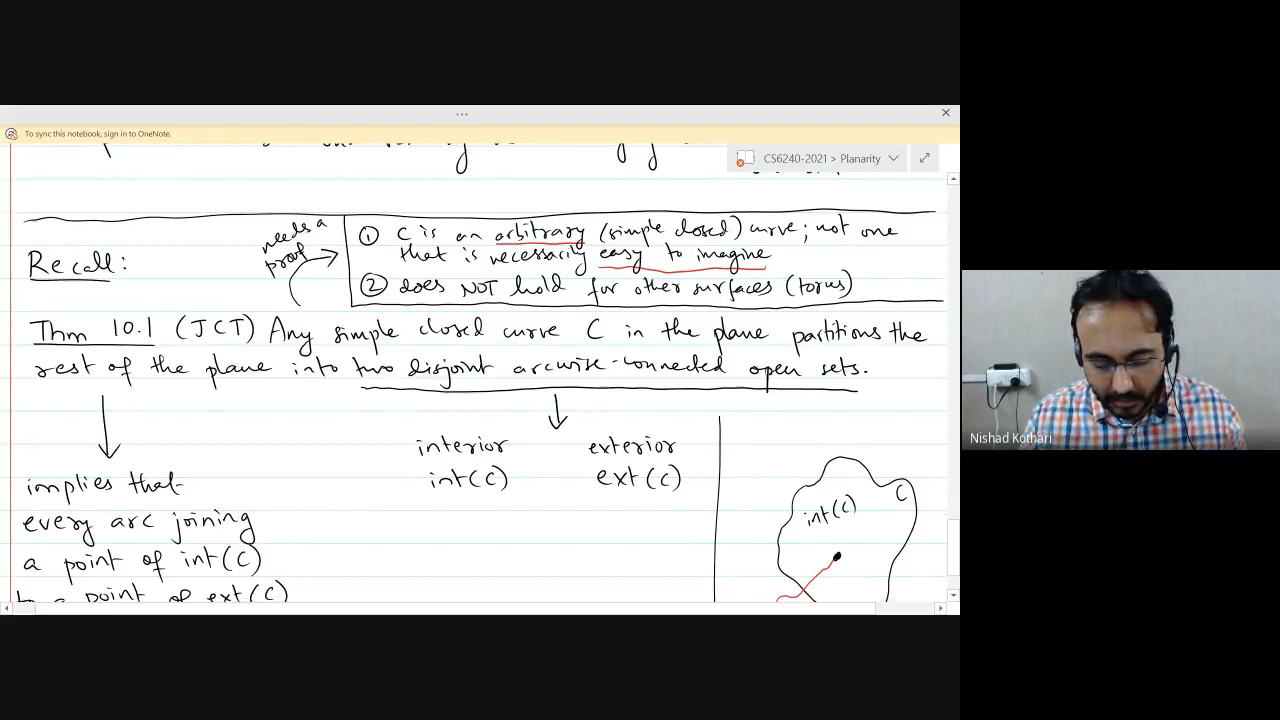 To sync this notebook, sign in to OneNote.
CS6240-2021 > Planarity
Recall:
needs a
proof
① C is an arbitrary (simple closed) curve; not one
that is necessarily easy to imagine
② does NOT hold for other surfaces (torus)
Thm 10.1 (JCT) Any simple closed curve C in the plane partitions the
rest of the plane into two disjoint arcwise-connected open sets.
interior exterior
int(C) ext(C)
implies that
every arc joining
a point of int(C)
to a point of ext(C)
C
int(C)
Nishad Kothari